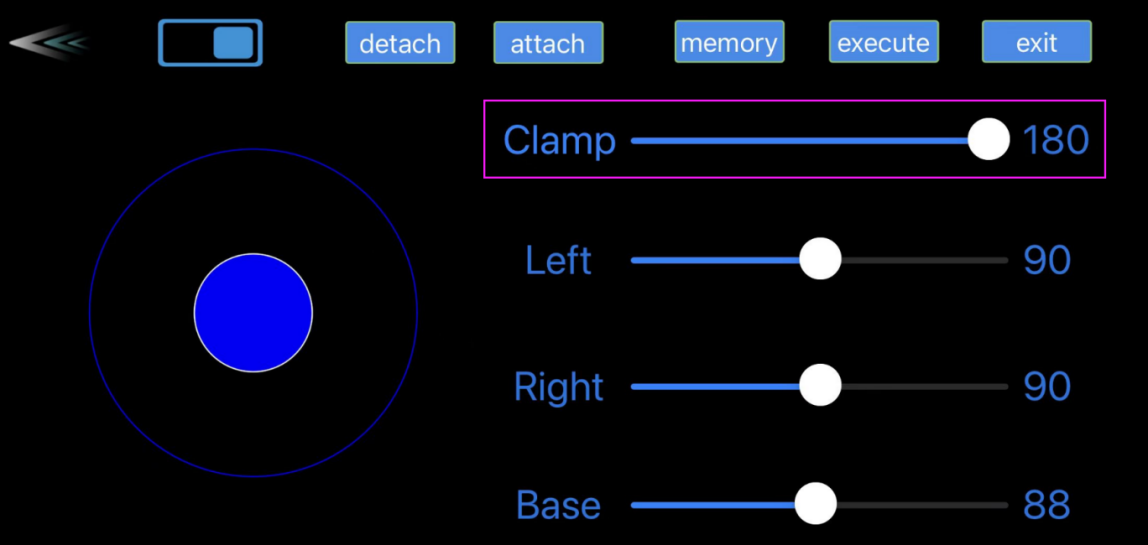 detach attach memory execute exit
Clamp 180
Left 90
Right 90
Base 88